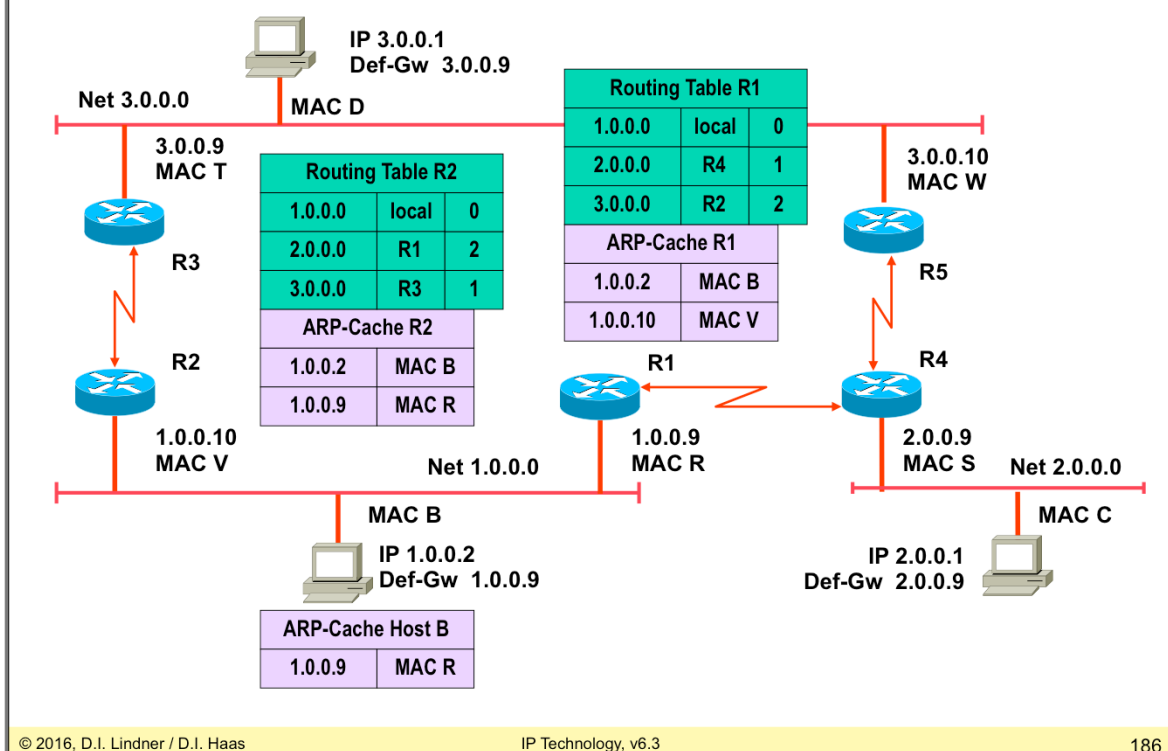 IP 3.0.0.1
Def-Gw 3.0.0.9
Net 3.0.0.0
MAC D
3.0.0.9
MAC T
R3
Routing Table R2
1.0.0.0 local 0
2.0.0.0 R1 2
3.0.0.0 R3 1
ARP-Cache R2
1.0.0.2 MAC B
1.0.0.9 MAC R
Routing Table R1
1.0.0.0 local 0
2.0.0.0 R4 1
3.0.0.0 R2 2
ARP-Cache R1
1.0.0.2 MAC B
1.0.0.10 MAC V
3.0.0.10
MAC W
R5
R2
R1
R4
1.0.0.10
MAC V
Net 1.0.0.0
1.0.0.9
MAC R
2.0.0.9
MAC S
Net 2.0.0.0
MAC B
IP 1.0.0.2
Def-Gw 1.0.0.9
MAC C
IP 2.0.0.1
Def-Gw 2.0.0.9
ARP-Cache Host B
1.0.0.9 MAC R
© 2016, D.I. Lindner / D.I. Haas
IP Technology, v6.3
186